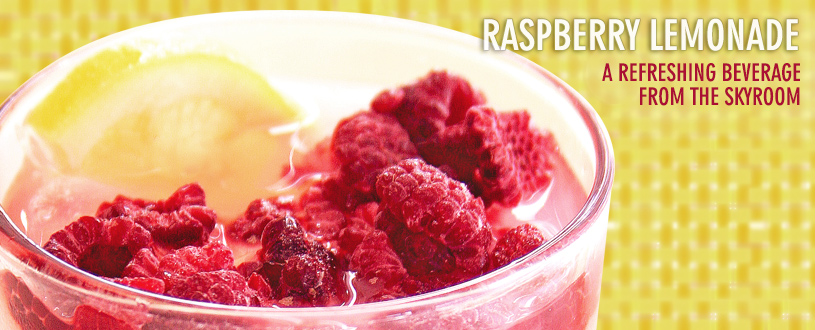 RASPBERRY LEMONADE
A REFRESHING BEVERAGE
FROM THE SKYROOM